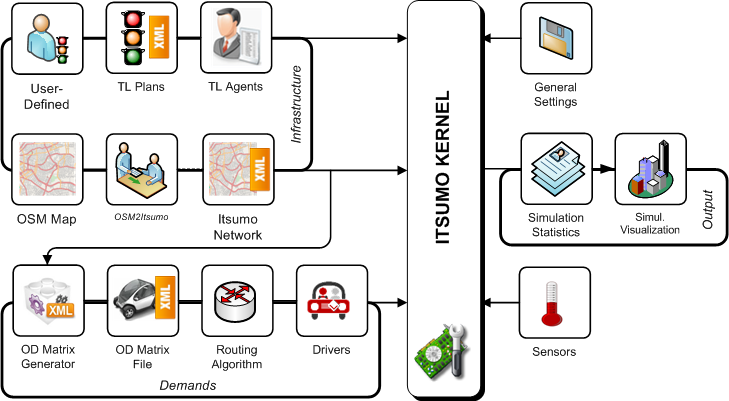 User-
Defined
XML
TL Plans
TL Agents
Infrastructure
OSM Map
OSM2Itsumo
XML
Itsumo
Network
XML
OD Matrix
Generator
XML
OD Matrix
File
Routing
Algorithm
Drivers
Demands
ITSUMO KERNEL
General
Settings
Simulation
Statistics
Simul.
Visualization
Output
Sensors